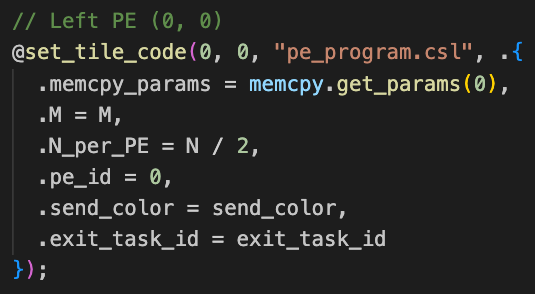 // Left PE (0, 0)
@set_tile_code(0, 0, "pe_program.csl", .{
  .memcpy_params = memcpy.get_params(0),
  .M = M,
  .N_per_PE = N / 2,
  .pe_id = 0,
  .send_color = send_color,
  .exit_task_id = exit_task_id
});